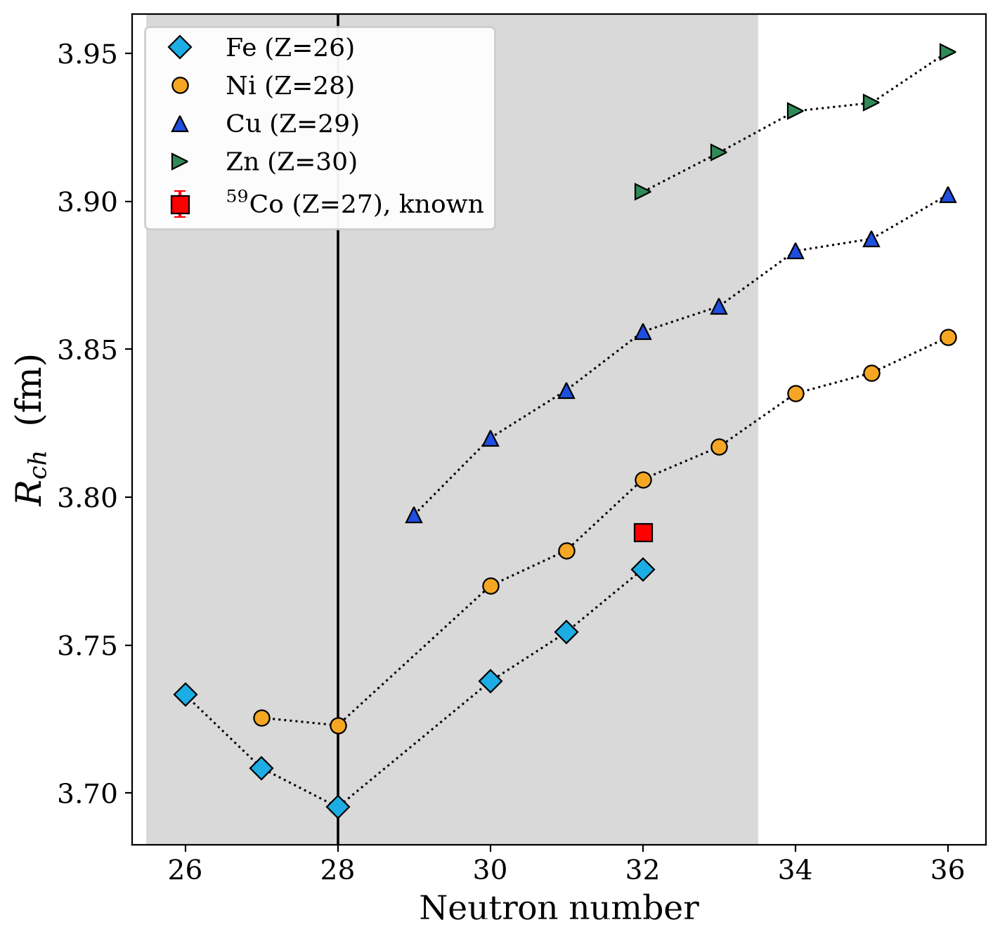 Fe (Z=26)
Ni (Z=28)
Cu (Z=29)
Zn (Z=30)
⁵⁹Co (Z=27), known
3.95
3.90
3.85
3.80
3.75
3.70
R_ch (fm)
26 28 30 32 34 36
Neutron number